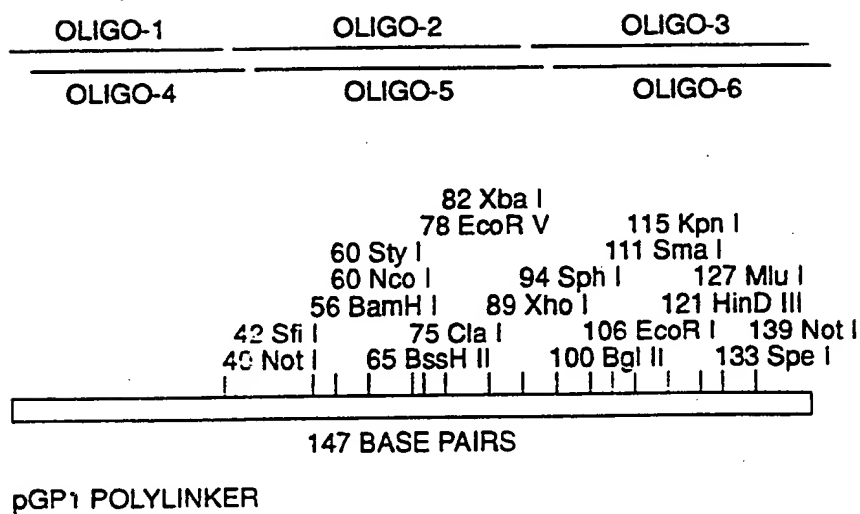 OLIGO-1 OLIGO-2 OLIGO-3
OLIGO-4 OLIGO-5 OLIGO-6
82 Xba I
78 EcoR V 115 Kpn I
60 Sty I 111 Sma I
60 Nco I 94 Sph I 127 Mlu I
56 BamH I 89 Xho I 121 HinD III
42 Sfi I 75 Cla I 106 EcoR I 139 Not I
Not I 65 BssH II 100 Bgl II 133 Spe I
147 BASE PAIRS
pGP1 POLYLINKER